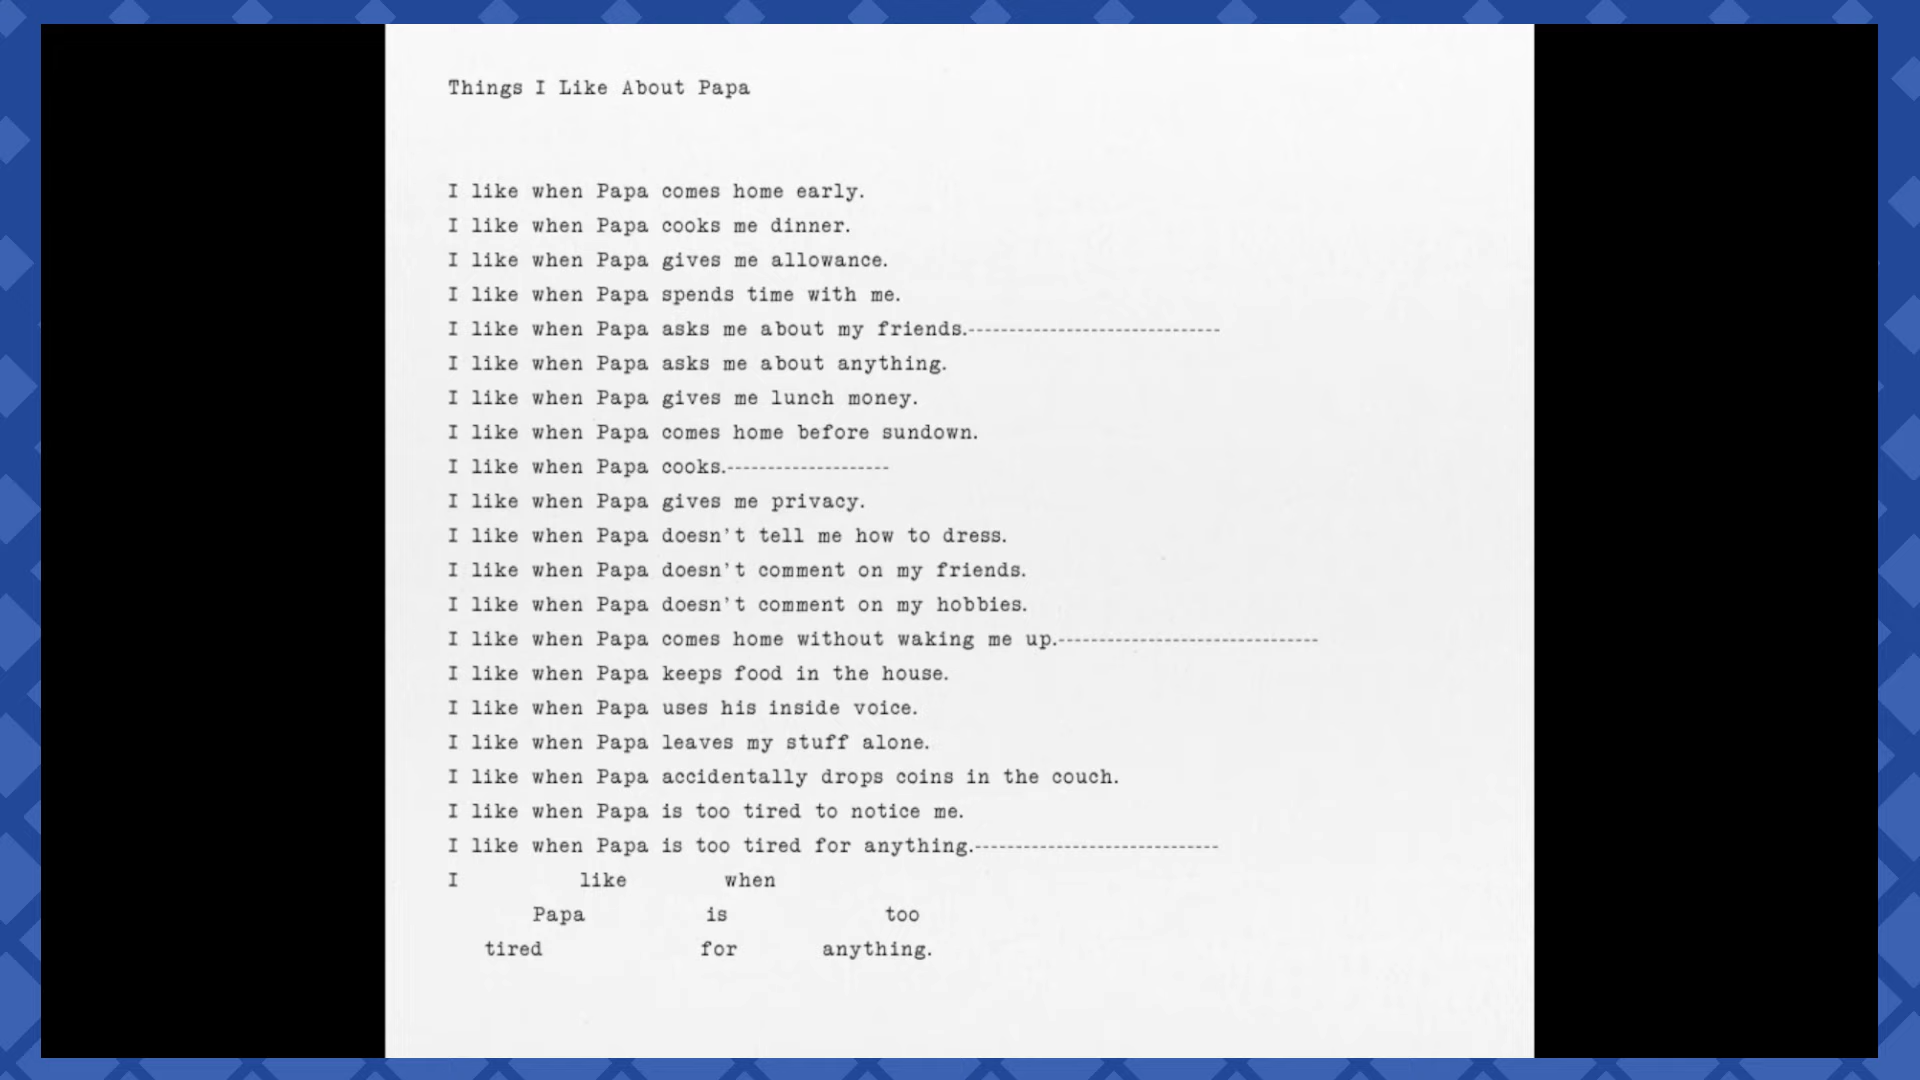 Things I Like About Papa
I like when Papa comes home early.
I like when Papa cooks me dinner.
I like when Papa gives me allowance.
I like when Papa spends time with me.
I like when Papa asks me about my friends.-------------------------------
I like when Papa asks me about anything.
I like when Papa gives me lunch money.
I like when Papa comes home before sundown.
I like when Papa cooks.--------------------
I like when Papa gives me privacy.
I like when Papa doesn't tell me how to dress.
I like when Papa doesn't comment on my friends.
I like when Papa doesn't comment on my hobbies.
I like when Papa comes home without waking me up.--------------------------------
I like when Papa keeps food in the house.
I like when Papa uses his inside voice.
I like when Papa leaves my stuff alone.
I like when Papa accidentally drops coins in the couch.
I like when Papa is too tired to notice me.
I like when Papa is too tired for anything.------------------------------
I like when
Papa is too
tired for anything.